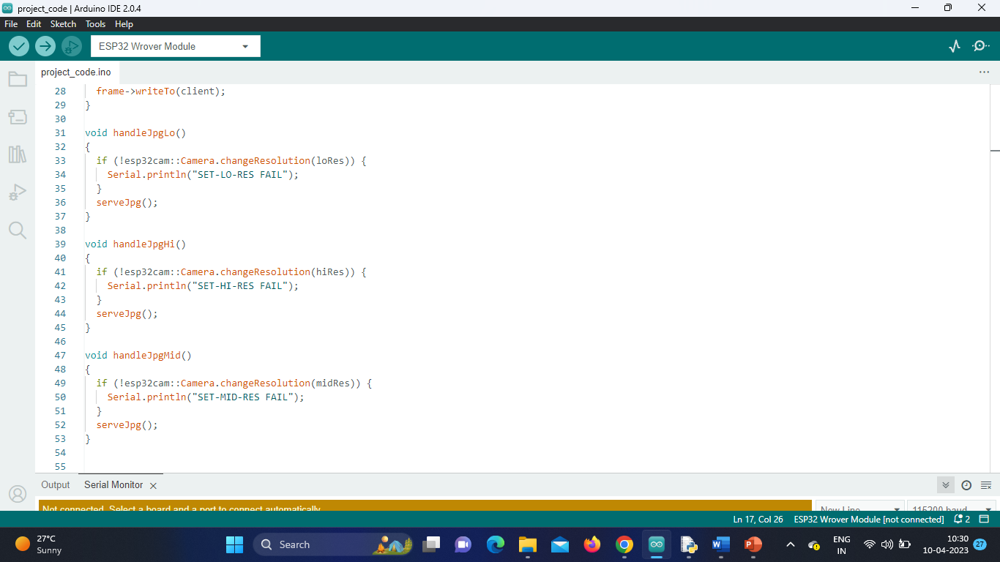 project_code | Arduino IDE 2.0.4
File Edit Sketch Tools Help
ESP32 Wrover Module
project_code.ino
28 frame->writeTo(client);
29 }
30
31 void handleJpgLo()
32 {
33 if (!esp32cam::Camera.changeResolution(loRes)) {
34 Serial.println("SET-LO-RES FAIL");
35 }
36 serveJpg();
37 }
38
39 void handleJpgHi()
40 {
41 if (!esp32cam::Camera.changeResolution(hiRes)) {
42 Serial.println("SET-HI-RES FAIL");
43 }
44 serveJpg();
45 }
46
47 void handleJpgMid()
48 {
49 if (!esp32cam::Camera.changeResolution(midRes)) {
50 Serial.println("SET-MID-RES FAIL");
51 }
52 serveJpg();
53 }
54
55
Output Serial Monitor
Not connected. Select a board and a port to connect automatically. New Line 115200 baud
Ln 17, Col 26 ESP32 Wrover Module [not connected] 2
27°C
Sunny
Search
ENG
IN
10:30
10-04-2023
27